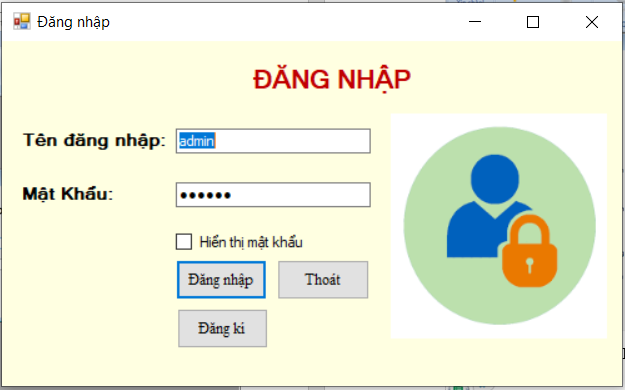 Đăng nhập
ĐĂNG NHẬP
Tên đăng nhập: admin
Mật Khẩu: ●●●●●●
Hiển thị mật khẩu
Đăng nhập Thoát
Đăng kí